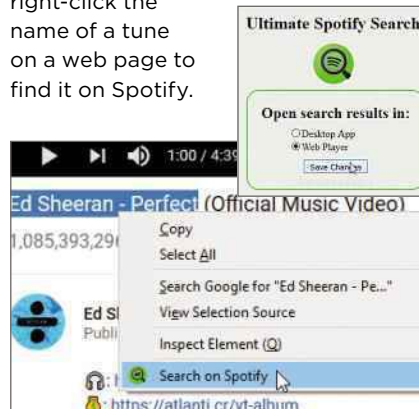 right-click the
name of a tune
on a web page to
find it on Spotify.
Ultimate Spotify Search
Open search results in:
Desktop App
Web Player
Save Changes
1:00 / 4:39
Ed Sheeran - Perfect (Official Music Video)
1,085,393,29
Copy
Select All
Search Google for "Ed Sheeran - Pe..."
View Selection Source
Inspect Element (Q)
Search on Spotify
Ed S
Publi
https://atlanti.cr/yt-album